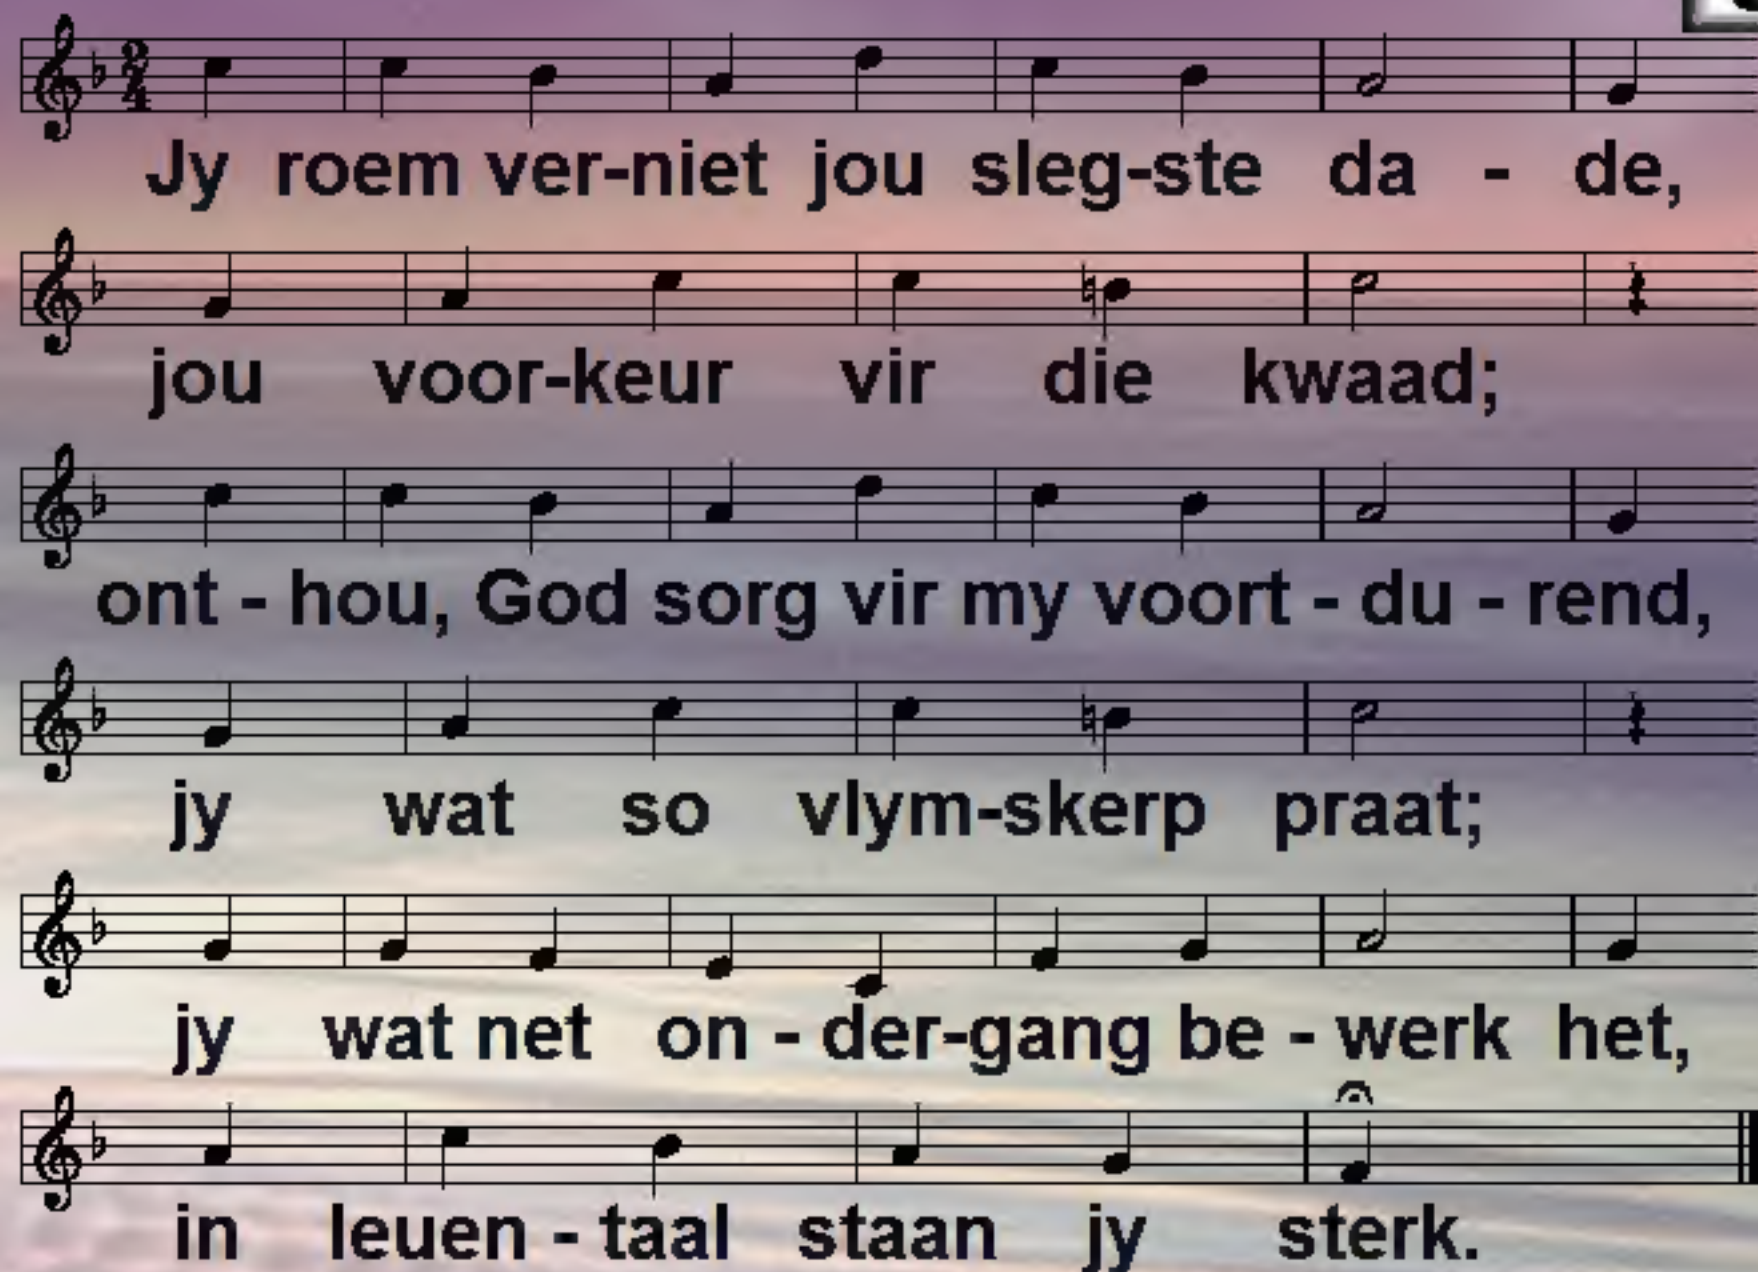 Jy roem ver-niet jou sleg-ste da - de,
jou voor-keur vir die kwaad;
ont - hou, God sorg vir my voort - du - rend,
jy wat so vlym-skerp praat;
jy wat net on - der-gang be - werk het,
in leuen - taal staan jy sterk.